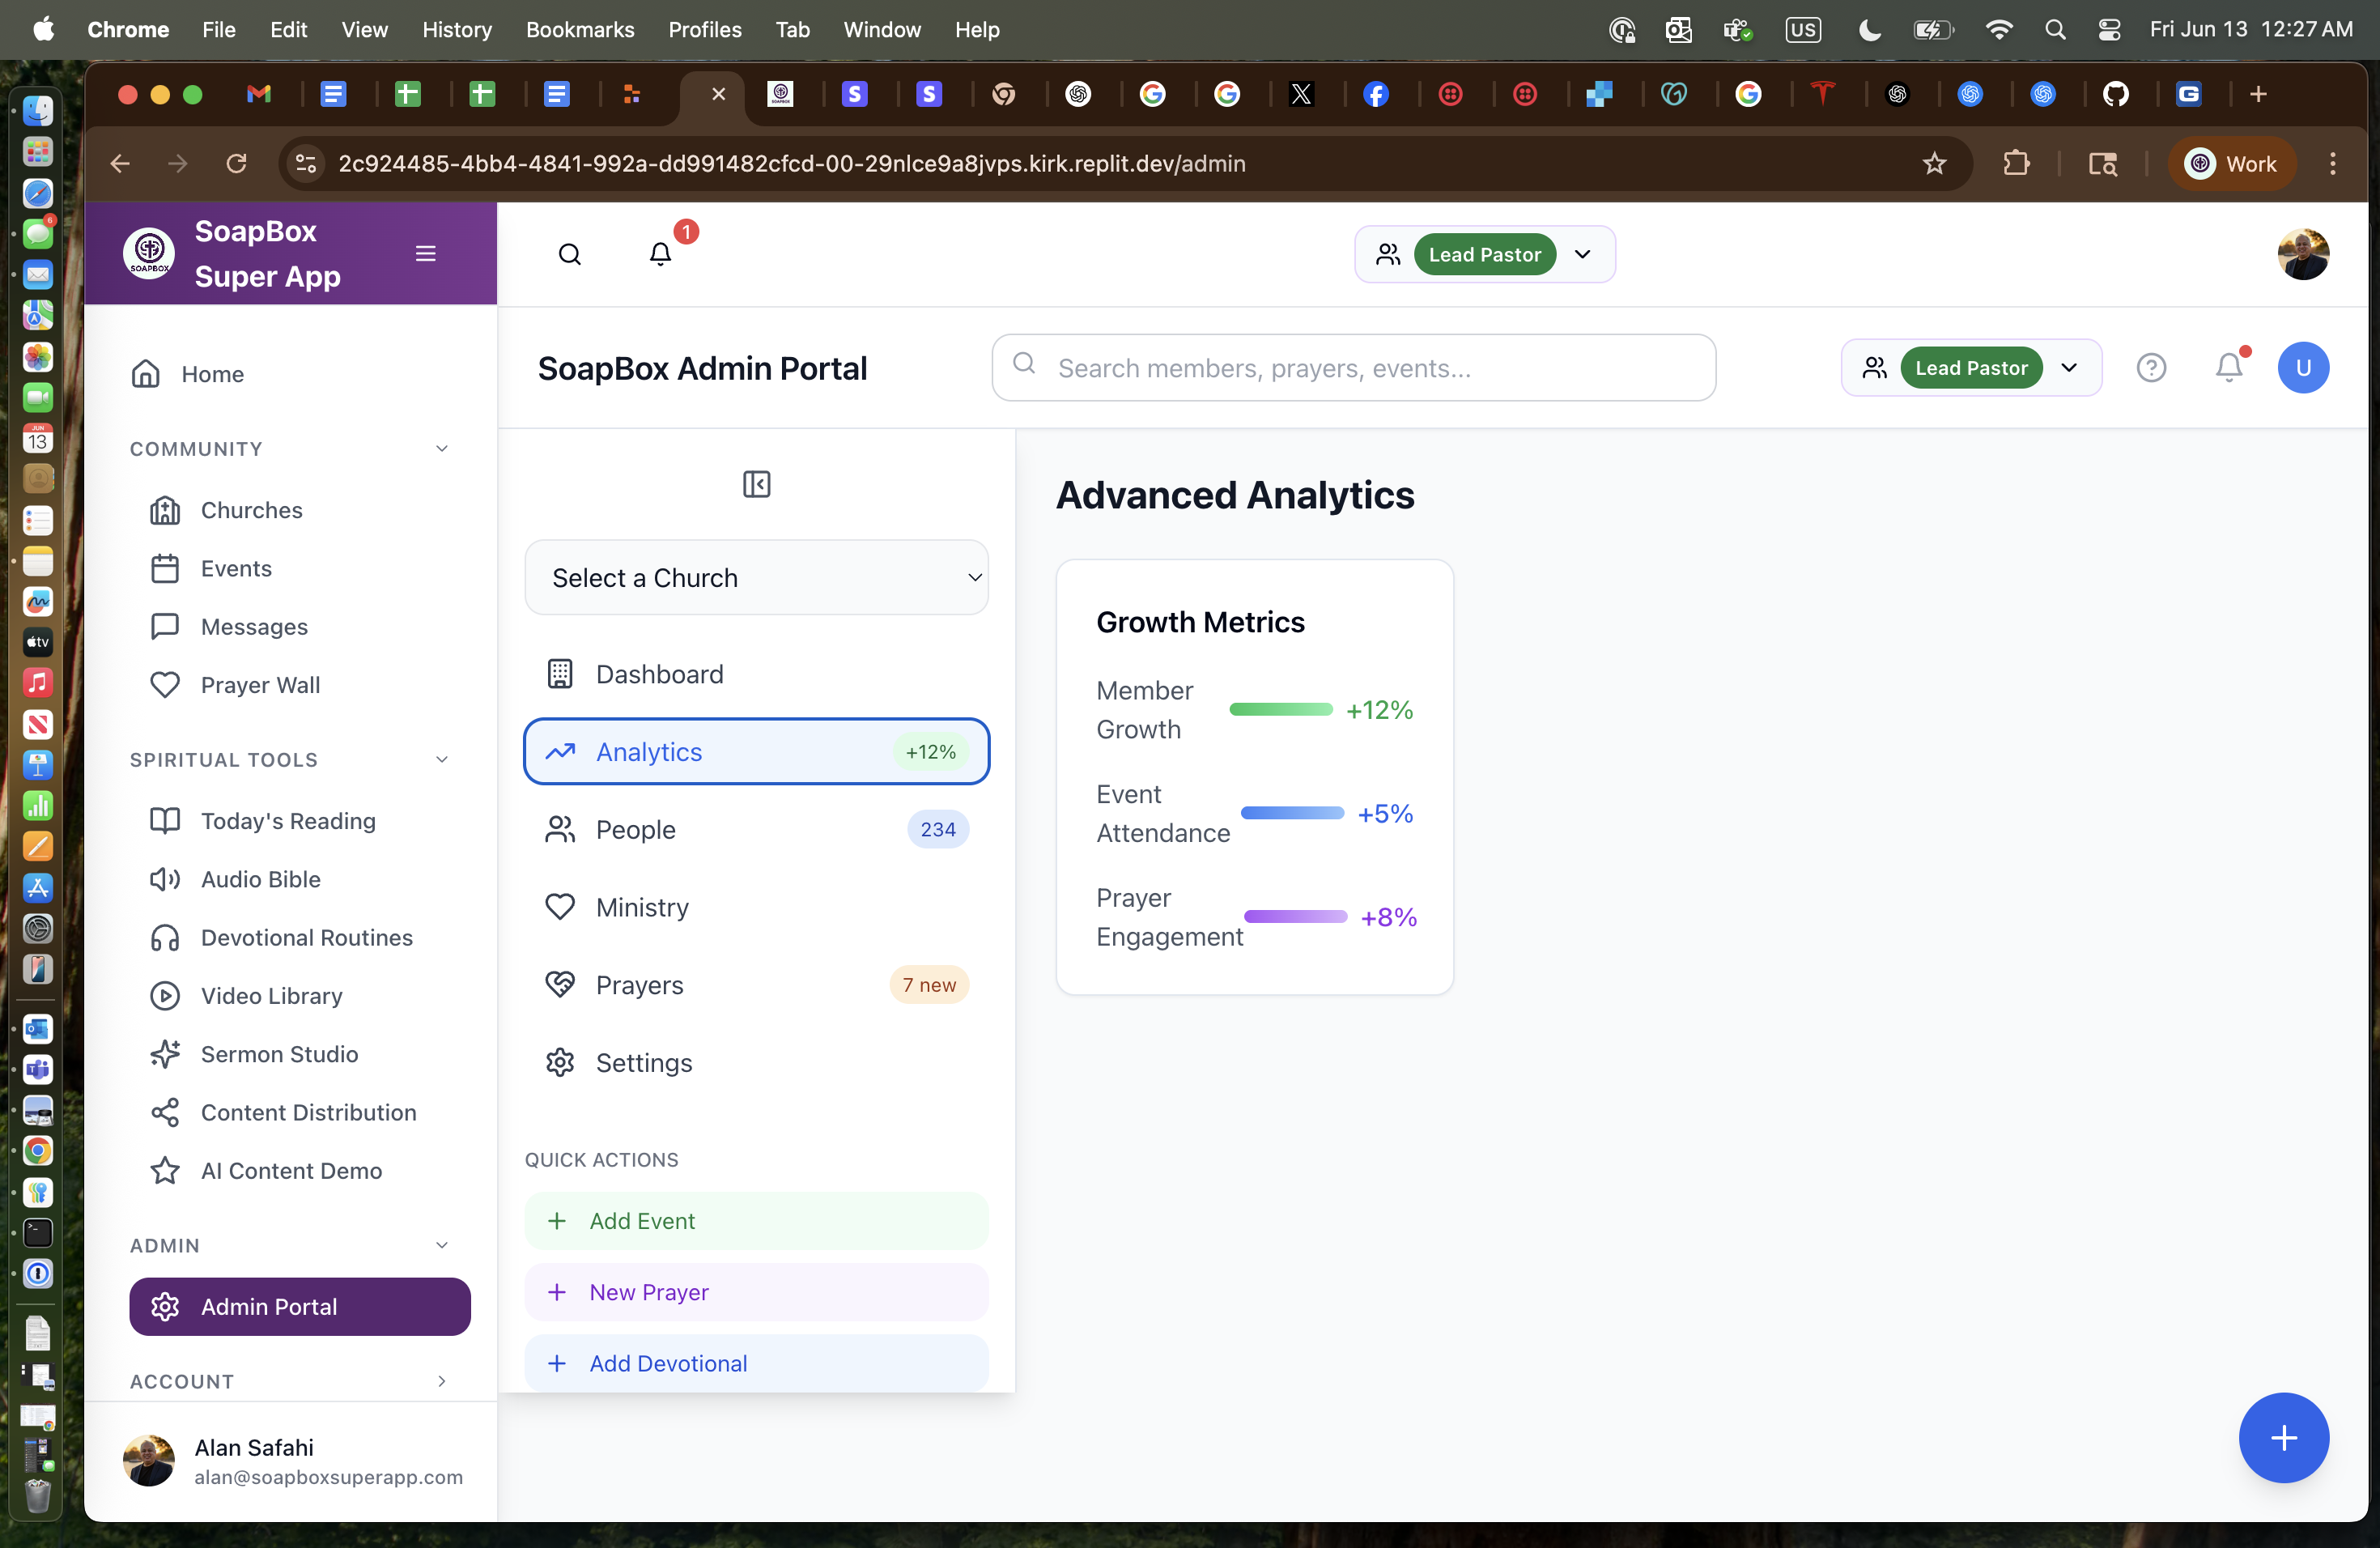 Chrome File Edit View History Bookmarks Profiles Tab Window Help
US Fri Jun 13 12:27 AM
2c924485-4bb4-4841-992a-dd991482cfcd-00-29nlce9a8jvps.kirk.replit.dev/admin
Work
SOAPBOX
SoapBox
Super App
1
Lead Pastor
Home
COMMUNITY
Churches
Events
Messages
Prayer Wall
SPIRITUAL TOOLS
Today's Reading
Audio Bible
Devotional Routines
Video Library
Sermon Studio
Content Distribution
AI Content Demo
ADMIN
Admin Portal
ACCOUNT
Alan Safahi
alan@soapboxsuperapp.com
SoapBox Admin Portal
Search members, prayers, events...
Lead Pastor
U
Select a Church
Dashboard
Analytics +12%
People 234
Ministry
Prayers 7 new
Settings
QUICK ACTIONS
+ Add Event
+ New Prayer
+ Add Devotional
Advanced Analytics
Growth Metrics
Member
Growth
+12%
Event
Attendance
+5%
Prayer
Engagement
+8%
6
JUN
13
tv